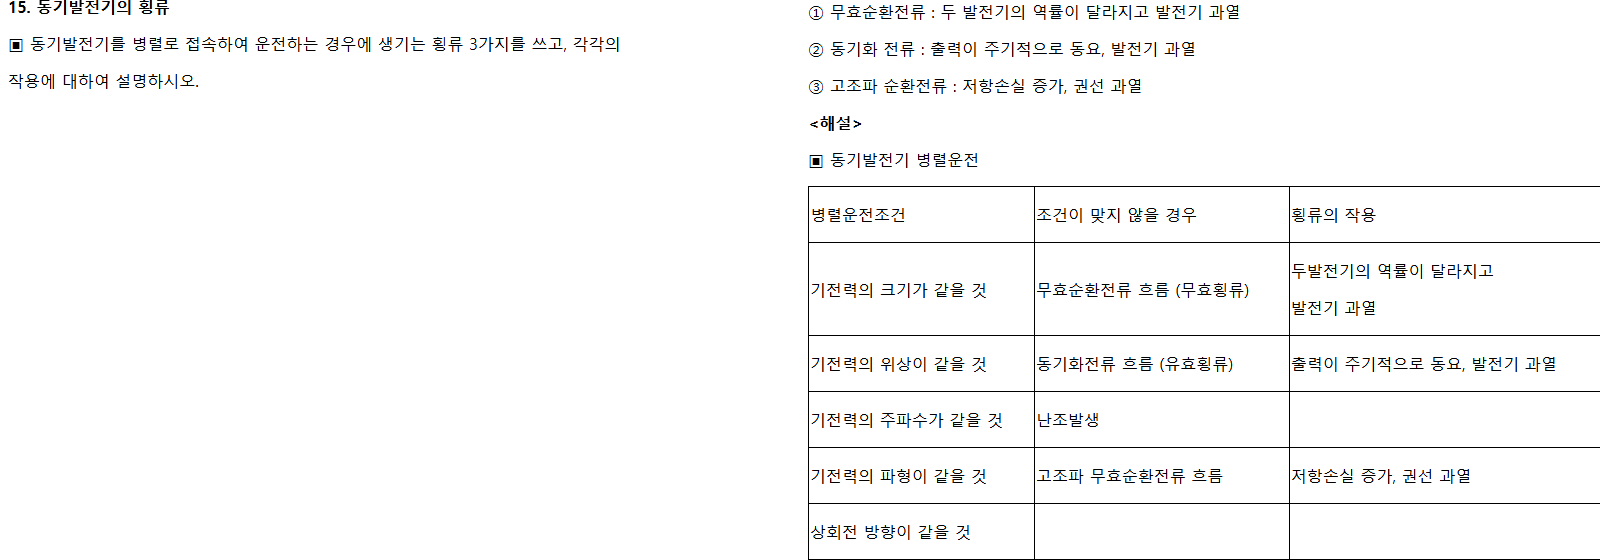 15. 동기발전기의 횡류
▣ 동기발전기를 병렬로 접속하여 운전하는 경우에 생기는 횡류 3가지를 쓰고, 각각의
작용에 대하여 설명하시오.
① 무효순환전류 : 두 발전기의 역률이 달라지고 발전기 과열
② 동기화 전류 : 출력이 주기적으로 동요, 발전기 과열
③ 고조파 순환전류 : 저항손실 증가, 권선 과열
<해설>
▣ 동기발전기 병렬운전
병렬운전조건 조건이 맞지 않을 경우 횡류의 작용
기전력의 크기가 같을 것 무효순환전류 흐름 (무효횡류) 두발전기의 역률이 달라지고
발전기 과열
기전력의 위상이 같을 것 동기화전류 흐름 (유효횡류) 출력이 주기적으로 동요, 발전기 과열
기전력의 주파수가 같을 것 난조발생
기전력의 파형이 같을 것 고조파 무효순환전류 흐름 저항손실 증가, 권선 과열
상회전 방향이 같을 것